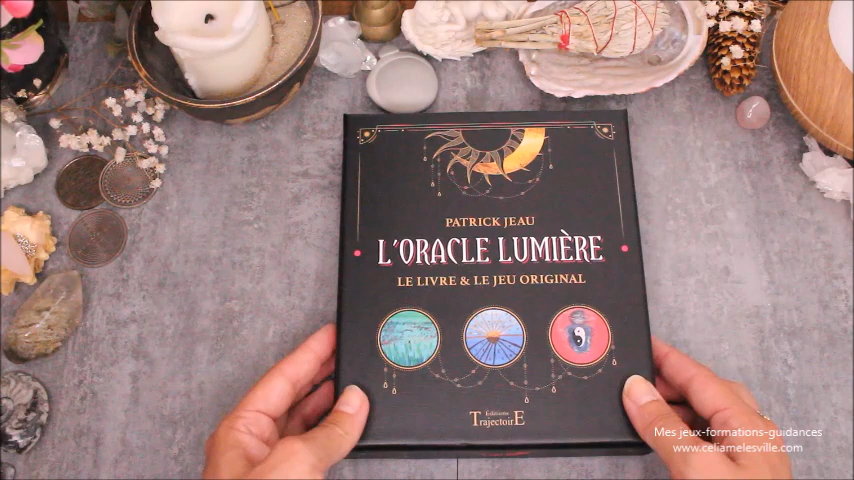 PATRICK JEAU
L'ORACLE LUMIÈRE
LE LIVRE & LE JEU ORIGINAL
Éditions
TrajectoirE
Mes jeux-formations-guidances
www.celiamelesville.com